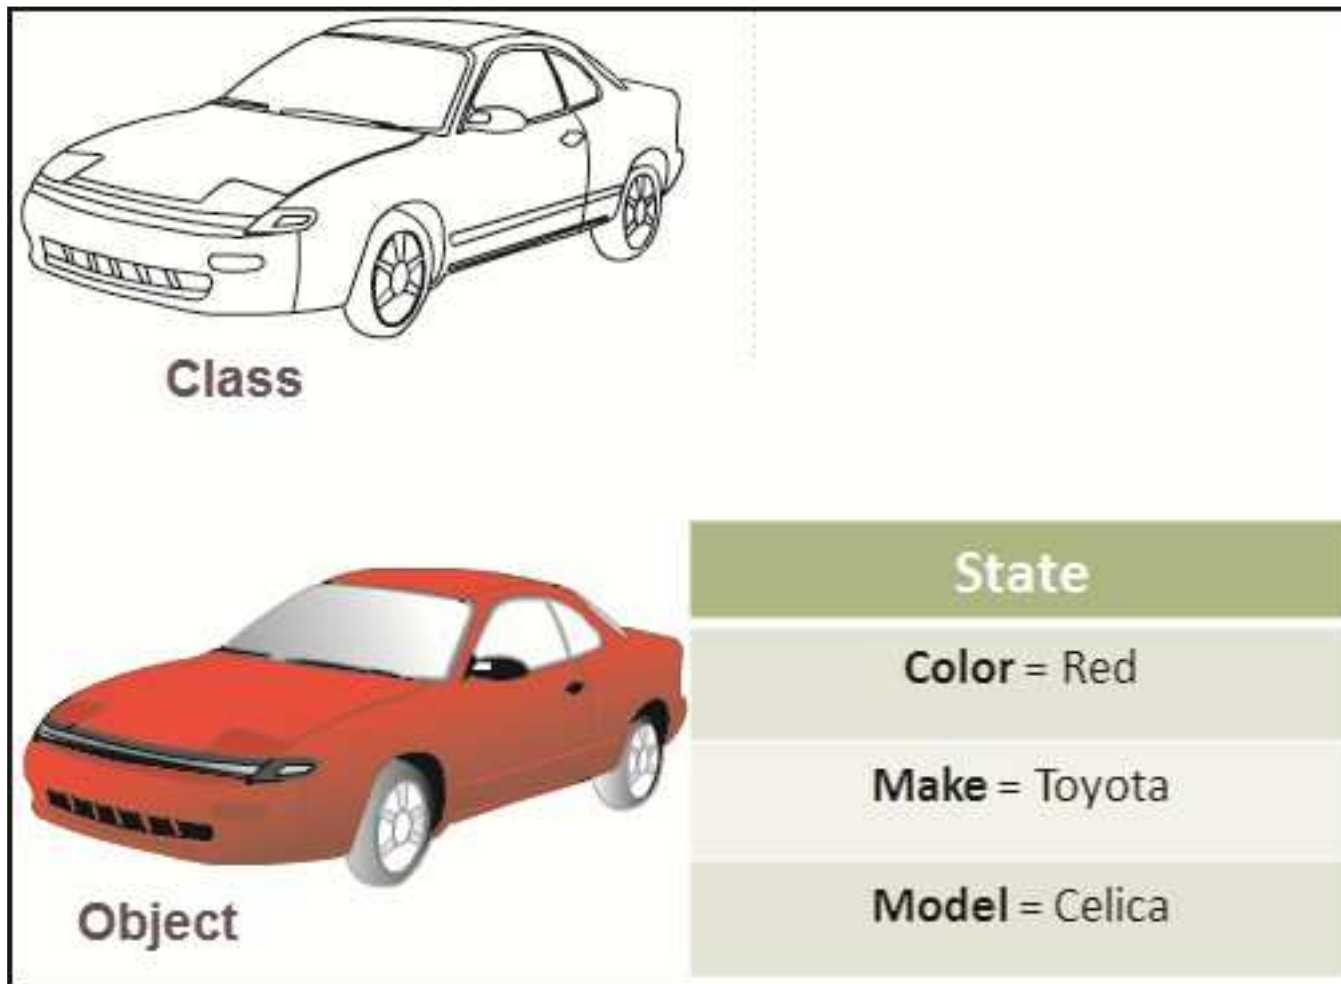 Class
State
Color = Red
Make = Toyota
Model = Celica
Object